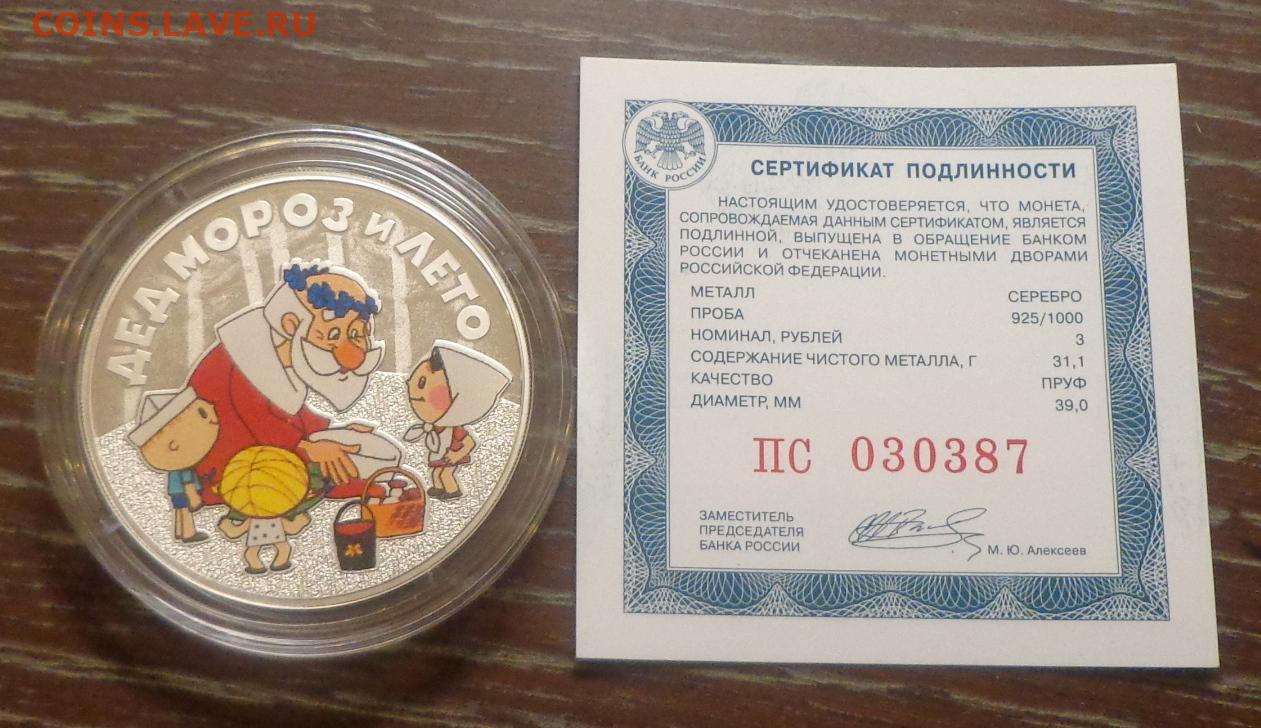 COINS.LAVE.RU
ДЕД МОРОЗ и ЛЕТО
БАНК РОССИИ
СЕРТИФИКАТ ПОДЛИННОСТИ
НАСТОЯЩИМ УДОСТОВЕРЯЕТСЯ, ЧТО МОНЕТА,
СОПРОВОЖДАЕМАЯ ДАННЫМ СЕРТИФИКАТОМ, ЯВЛЯЕТСЯ
ПОДЛИННОЙ, ВЫПУЩЕНА В ОБРАЩЕНИЕ БАНКОМ
РОССИИ И ОТЧЕКАНЕНА МОНЕТНЫМИ ДВОРАМИ
РОССИЙСКОЙ ФЕДЕРАЦИИ.
МЕТАЛЛ СЕРЕБРО
ПРОБА 925/1000
НОМИНАЛ, РУБЛЕЙ 3
СОДЕРЖАНИЕ ЧИСТОГО МЕТАЛЛА, Г 31,1
КАЧЕСТВО ПРУФ
ДИАМЕТР, ММ 39,0
ПС 030387
ЗАМЕСТИТЕЛЬ
ПРЕДСЕДАТЕЛЯ
БАНКА РОССИИ
М. Ю. Алексеев